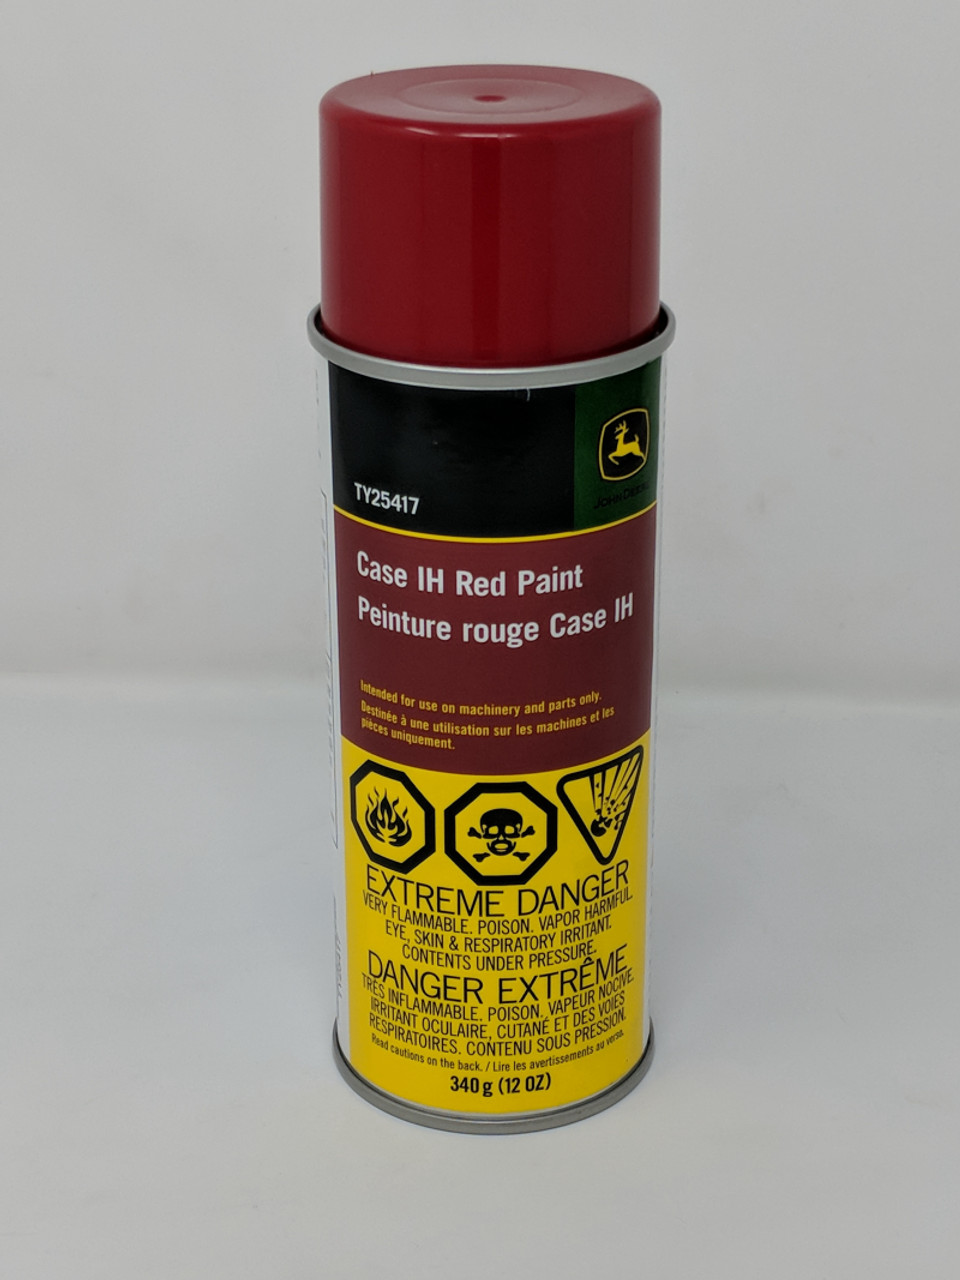 JOHN DEERE
TY25417
Case IH Red Paint
Peinture rouge Case IH
Intended for use on machinery and parts only.
Destinée à une utilisation sur les machines et les
pièces uniquement.
EXTREME DANGER
VERY FLAMMABLE. POISON. VAPOR HARMFUL.
EYE, SKIN & RESPIRATORY IRRITANT.
CONTENTS UNDER PRESSURE.
DANGER EXTRÊME
TRÈS INFLAMMABLE. POISON. VAPEUR NOCIVE.
IRRITANT OCULAIRE, CUTANÉ ET DES VOIES
RESPIRATOIRES. CONTENU SOUS PRESSION.
Read cautions on the back. / Lire les avertissements au verso.
340 g (12 OZ)